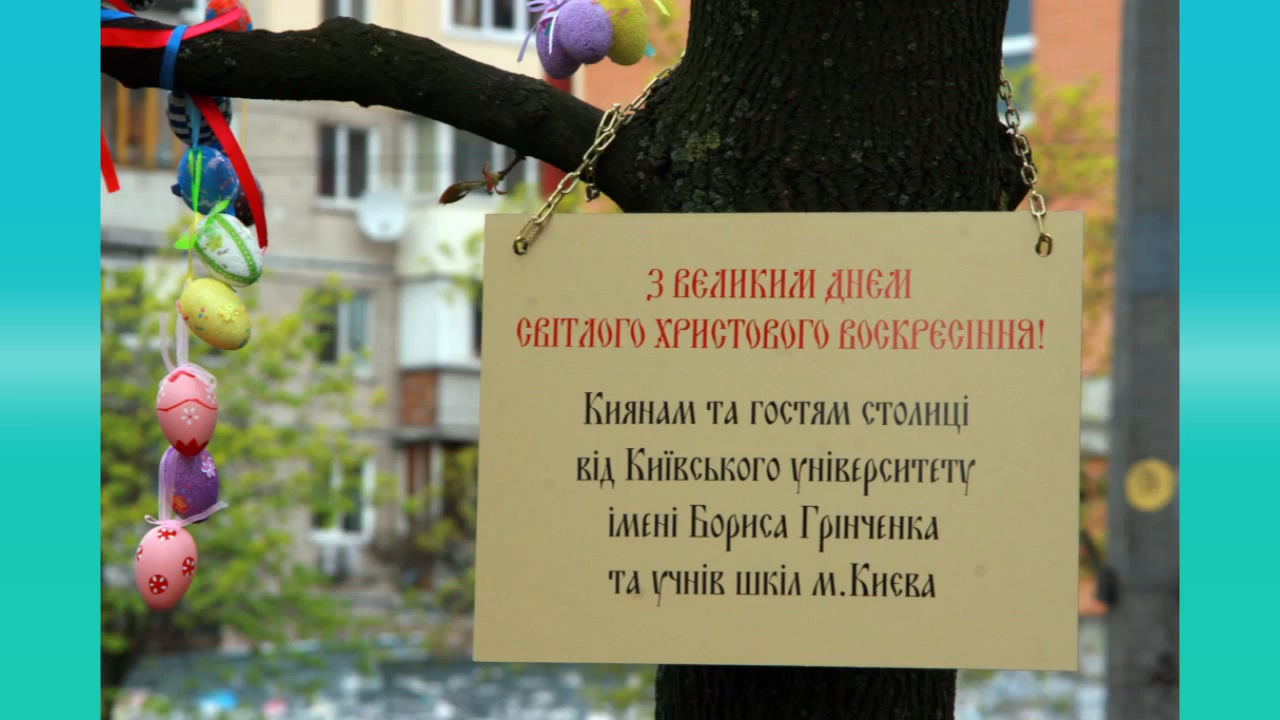 З ВЕЛИКИМ ДНЕМ
СВІТЛОГО ХРИСТОВОГО ВОСКРЕСІННЯ!
Киянам та гостям столиці
від Київського університету
імені Бориса Грінченка
та учнів шкіл м.Києва